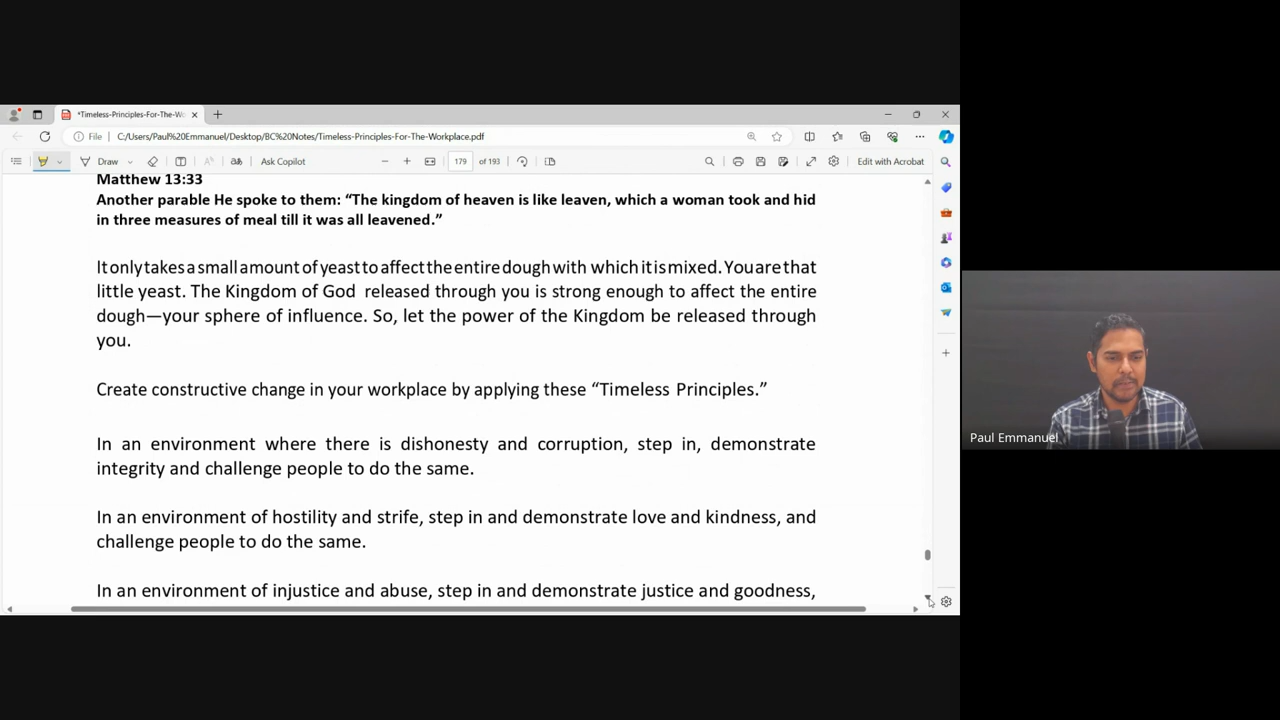 *Timeless-Principles-For-The-Wo
File
C:/Users/Paul%20Emmanuel/Desktop/BC%20Notes/Timeless-Principles-For-The-Workplace.pdf
Draw
Ask Copilot
179 of 193
Edit with Acrobat
Matthew 13:33
Another parable He spoke to them: “The kingdom of heaven is like leaven, which a woman took and hid
in three measures of meal till it was all leavened.”
It only takes a small amount of yeast to affect the entire dough with which it is mixed. You are that
little yeast. The Kingdom of God released through you is strong enough to affect the entire
dough—your sphere of influence. So, let the power of the Kingdom be released through
you.
Create constructive change in your workplace by applying these “Timeless Principles.”
In an environment where there is dishonesty and corruption, step in, demonstrate
integrity and challenge people to do the same.
In an environment of hostility and strife, step in and demonstrate love and kindness, and
challenge people to do the same.
In an environment of injustice and abuse, step in and demonstrate justice and goodness,
Paul Emmanuel